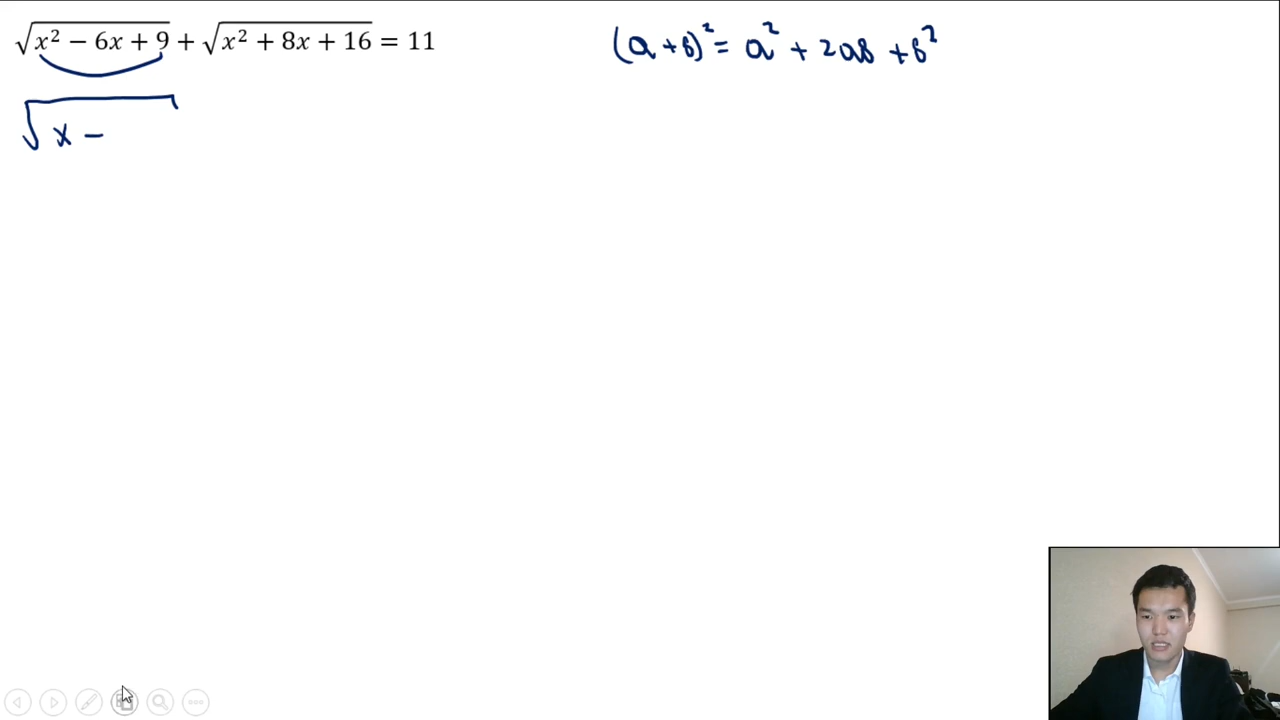 √(x² − 6x + 9) + √(x² + 8x + 16) = 11
(a + b)² = a² + 2ab + b²
√ x −